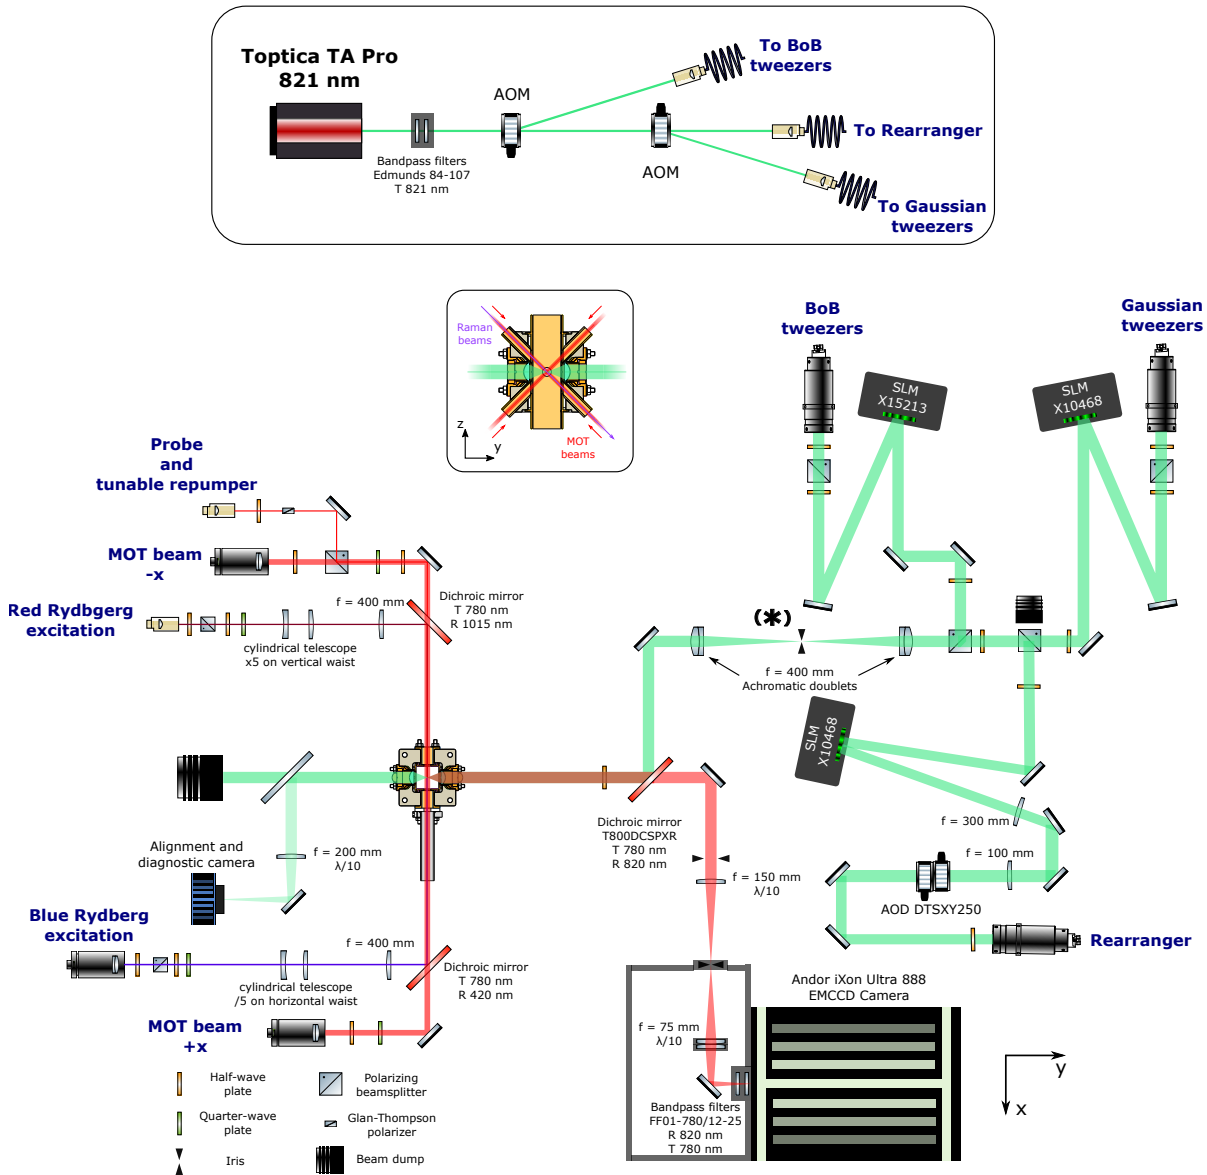 Toptica TA Pro
821 nm
Bandpass filters
Edmunds 84-107
T 821 nm
AOM
AOM
To BoB
tweezers
To Rearranger
To Gaussian
tweezers
Raman
beams
MOT
beams
z
y
BoB
tweezers
Gaussian
tweezers
SLM
X15213
SLM
X10468
Probe
and
tunable repumper
MOT beam
-x
Red Rydbgerg
excitation
f = 400 mm
Dichroic mirror
T 780 nm
R 1015 nm
cylindrical telescope
x5 on vertical waist
(*)
f = 400 mm
Achromatic doublets
SLM
X10468
f = 300 mm
f = 100 mm
AOD DTSXY250
Rearranger
Dichroic mirror
T800DCSPXR
T 780 nm
R 820 nm
f = 150 mm
λ/10
f = 200 mm
λ/10
Alignment and
diagnostic camera
Blue Rydberg
excitation
f = 400 mm
Dichroic mirror
T 780 nm
R 420 nm
cylindrical telescope
/5 on horizontal waist
MOT beam
+x
Andor iXon Ultra 888
EMCCD Camera
f = 75 mm
λ/10
Bandpass filters
FF01-780/12-25
R 820 nm
T 780 nm
y
x
Half-wave
plate
Polarizing
beamsplitter
Quarter-wave
plate
Glan-Thompson
polarizer
Iris
Beam dump